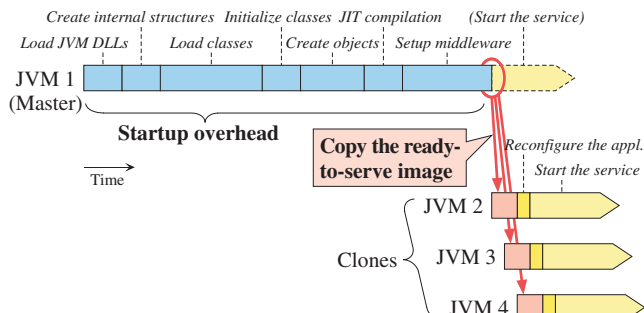 Create internal structures Initialize classes JIT compilation (Start the service)
Load JVM DLLs Load classes Create objects Setup middleware
JVM 1
(Master)
Startup overhead
Copy the ready-
to-serve image
Reconfigure the appl.
Start the service
Time
JVM 2
JVM 3
Clones
JVM 4